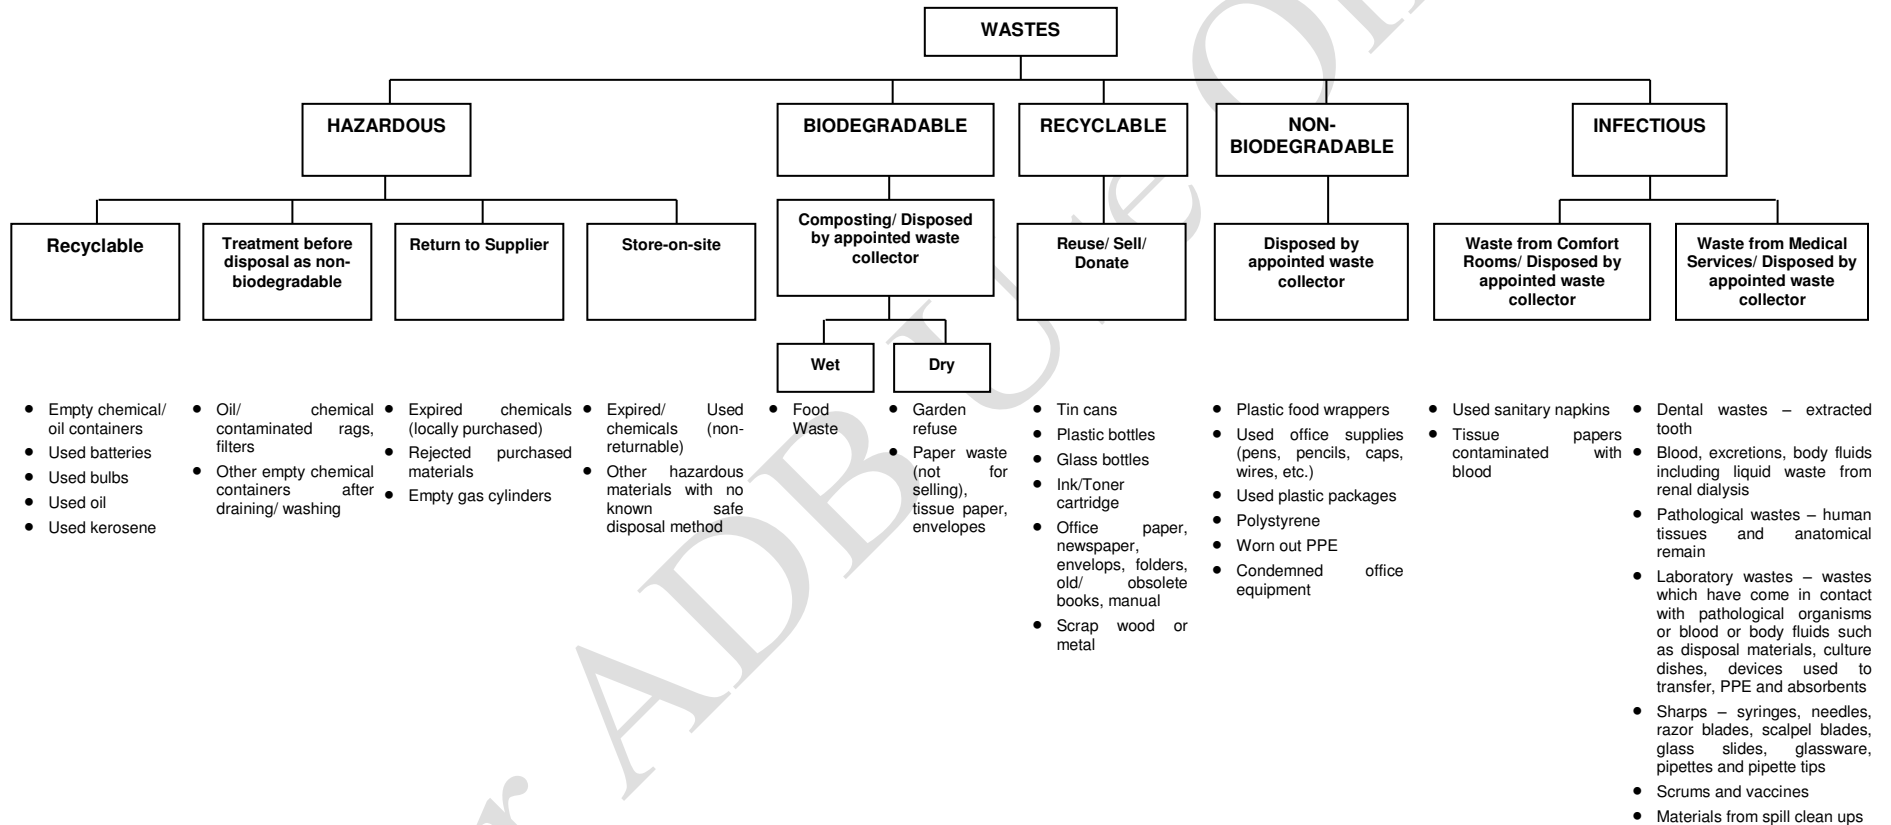 WASTES
HAZARDOUS
BIODEGRADABLE
RECYCLABLE
NON-
BIODEGRADABLE
INFECTIOUS
Recyclable
Treatment before
disposal as non-
biodegradable
Return to Supplier
Store-on-site
Composting/ Disposed
by appointed waste
collector
Reuse/ Sell/
Donate
Disposed by
appointed waste
collector
Waste from Comfort
Rooms/ Disposed by
appointed waste
collector
Waste from Medical
Services/ Disposed by
appointed waste
collector
Wet
Dry
• Empty chemical/
oil containers
• Used batteries
• Used bulbs
• Used oil
• Used kerosene
• Oil/ chemical
contaminated rags,
filters
• Other empty chemical
containers after
draining/ washing
• Expired chemicals
(locally purchased)
• Rejected purchased
materials
• Empty gas cylinders
• Expired/ Used
chemicals (non-
returnable)
• Other hazardous
materials with no
known safe
disposal method
• Food
Waste
• Garden
refuse
• Paper waste
(not for
selling),
tissue paper,
envelopes
• Tin cans
• Plastic bottles
• Glass bottles
• Ink/Toner
cartridge
• Office paper,
newspaper,
envelops, folders,
old/ obsolete
books, manual
• Scrap wood or
metal
• Plastic food wrappers
• Used office supplies
(pens, pencils, caps,
wires, etc.)
• Used plastic packages
• Polystyrene
• Worn out PPE
• Condemned office
equipment
• Used sanitary napkins
• Tissue papers
contaminated with
blood
• Dental wastes – extracted
tooth
• Blood, excretions, body fluids
including liquid waste from
renal dialysis
• Pathological wastes – human
tissues and anatomical
remain
• Laboratory wastes – wastes
which have come in contact
with pathological organisms
or blood or body fluids such
as disposal materials, culture
dishes, devices used to
transfer, PPE and absorbents
• Sharps – syringes, needles,
razor blades, scalpel blades,
glass slides, glassware,
pipettes and pipette tips
• Scrums and vaccines
• Materials from spill clean ups
r ADB Use On